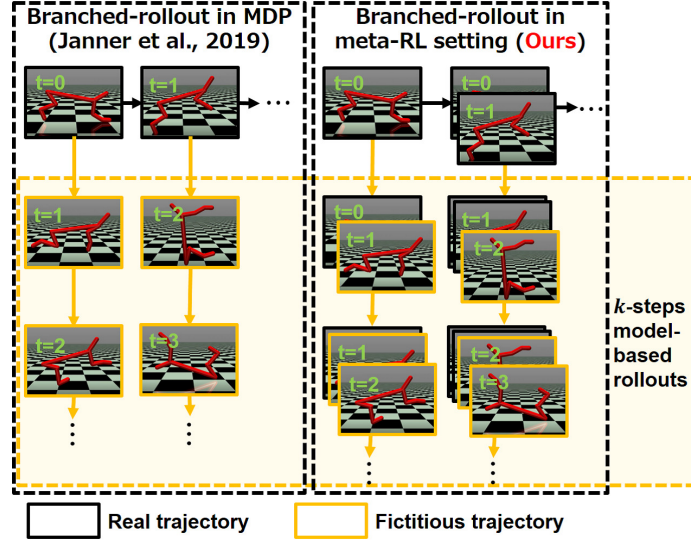 Branched-rollout in MDP
(Janner et al., 2019)
t=0
t=1
...
t=1
t=2
t=2
t=3
Branched-rollout in
meta-RL setting (Ours)
t=0
t=0
t=1
...
t=0
t=1
t=1
t=2
t=1
t=2
t=2
t=3
k-steps
model-
based
rollouts
Real trajectory
Fictitious trajectory